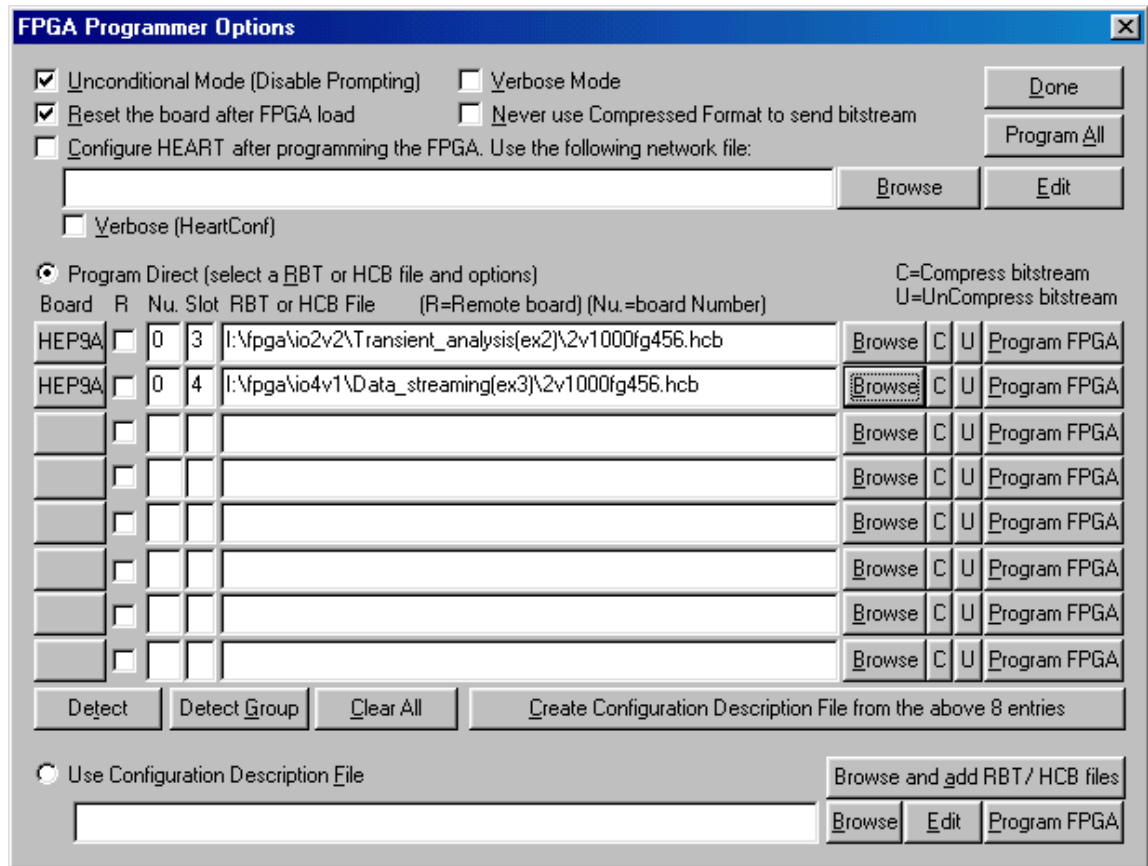 FPGA Programmer Options
Unconditional Mode (Disable Prompting) Verbose Mode Done
Reset the board after FPGA load Never use Compressed Format to send bitstream
Program All
Configure HEART after programming the FPGA. Use the following network file:
Browse Edit
Verbose (HeartConf)
Program Direct (select a RBT or HCB file and options) C=Compress bitstream
U=UnCompress bitstream
Board R Nu. Slot RBT or HCB File (R=Remote board) (Nu.=board Number)
HEP9A 0 3 I:\fpga\io2v2\Transient_analysis(ex2)\2v1000fg456.hcb Browse C U Program FPGA
HEP9A 0 4 I:\fpga\io4v1\Data_streaming(ex3)\2v1000fg456.hcb Browse C U Program FPGA
Browse C U Program FPGA
Browse C U Program FPGA
Browse C U Program FPGA
Browse C U Program FPGA
Browse C U Program FPGA
Browse C U Program FPGA
Detect Detect Group Clear All Create Configuration Description File from the above 8 entries
Use Configuration Description File Browse and add RBT / HCB files
Browse Edit Program FPGA